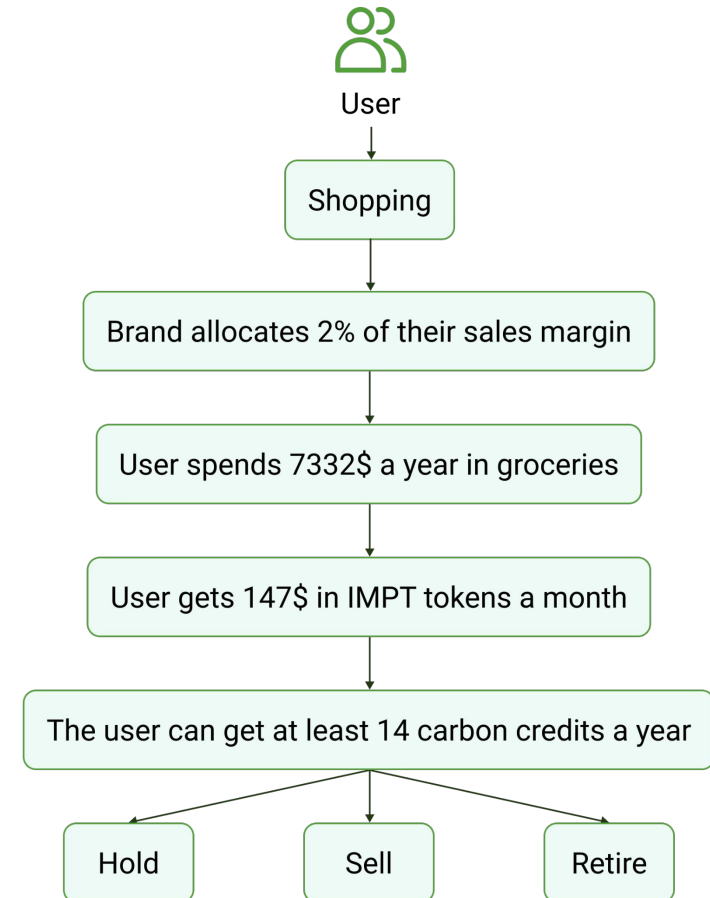 User
Shopping
Brand allocates 2% of their sales margin
User spends 7332$ a year in groceries
User gets 147$ in IMPT tokens a month
The user can get at least 14 carbon credits a year
Hold
Sell
Retire